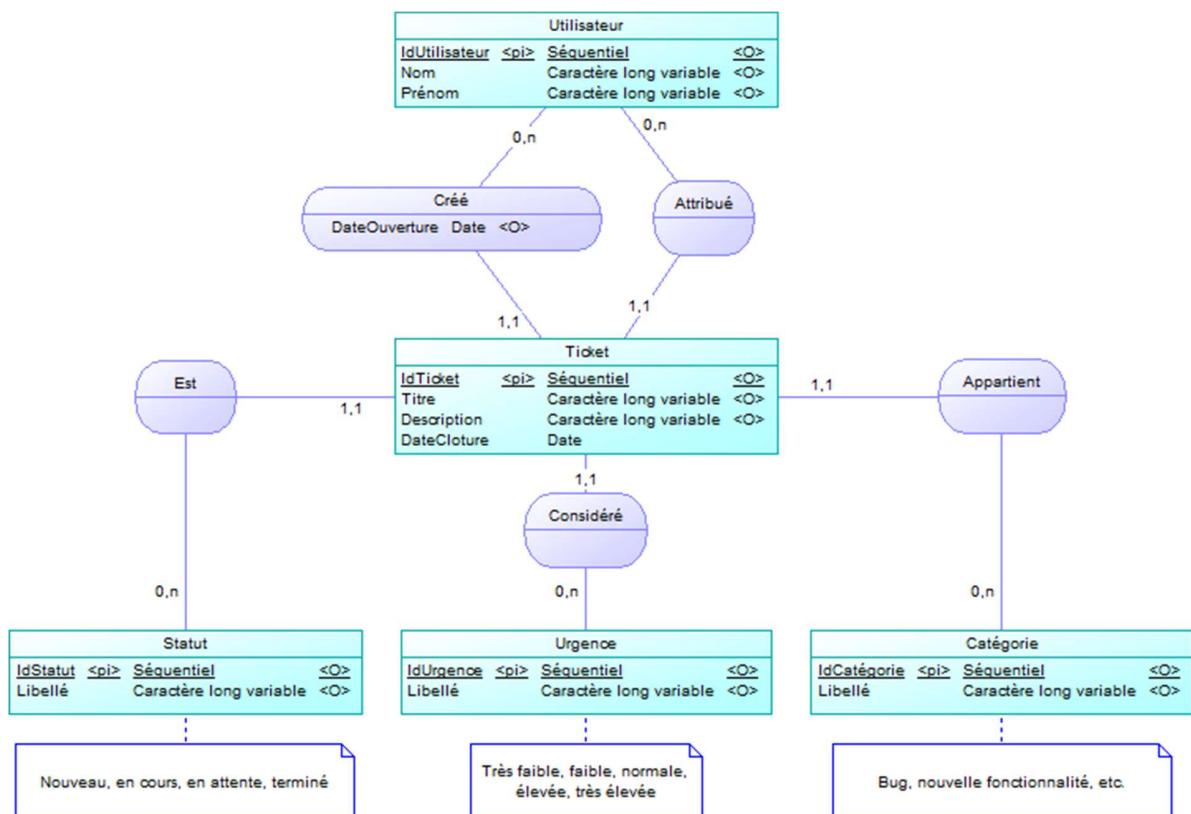 Utilisateur
IdUtilisateur <pi> Séquentiel <O>
Nom Caractère long variable <O>
Prénom Caractère long variable <O>
0,n 0,n
Créé
DateOuverture Date <O>
Attribué
1,1 1,1
Ticket
IdTicket <pi> Séquentiel <O>
Titre Caractère long variable <O>
Description Caractère long variable <O>
DateCloture Date
Est
1,1
1,1
Appartient
1,1
Considéré
0,n 0,n 0,n
Statut
IdStatut <pi> Séquentiel <O>
Libellé Caractère long variable <O>
Urgence
IdUrgence <pi> Séquentiel <O>
Libellé Caractère long variable <O>
Catégorie
IdCatégorie <pi> Séquentiel <O>
Libellé Caractère long variable <O>
Nouveau, en cours, en attente, terminé
Très faible, faible, normale,
élevée, très élevée
Bug, nouvelle fonctionnalité, etc.